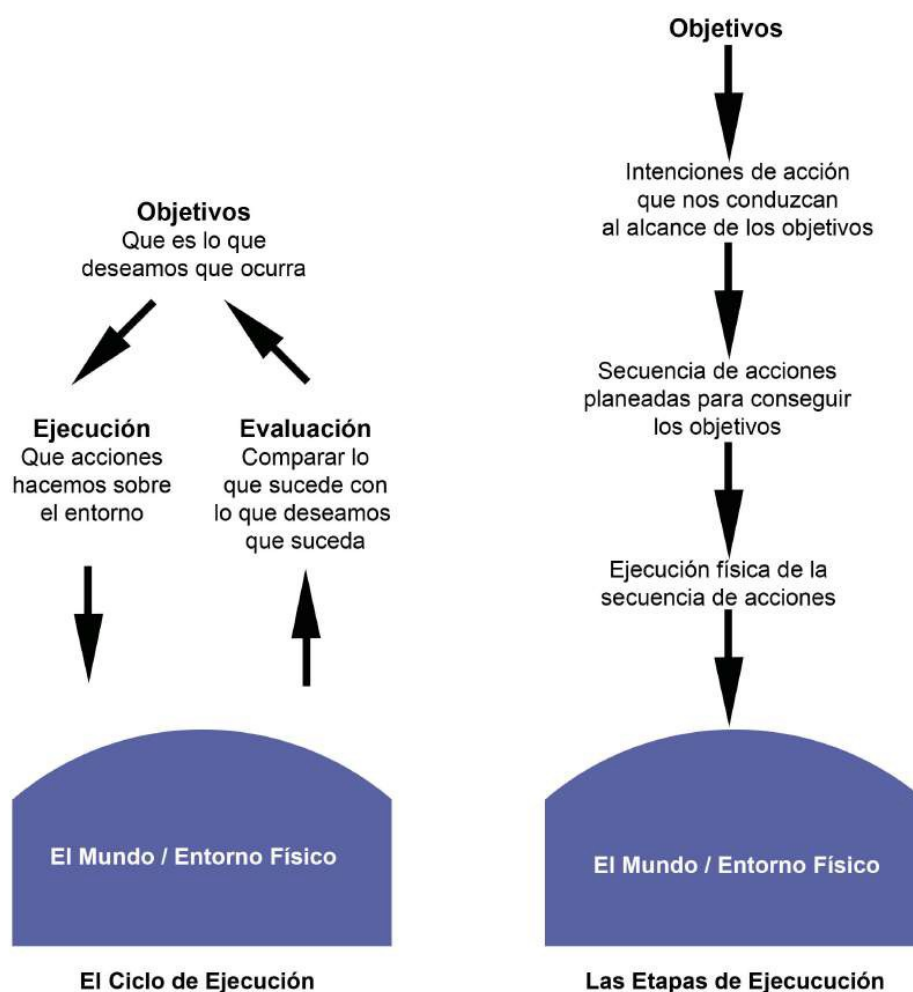 Objetivos
Que es lo que
deseamos que ocurra
Ejecución
Que acciones
hacemos sobre
el entorno
Evaluación
Comparar lo
que sucede con
lo que deseamos
que suceda
El Mundo / Entorno Físico
El Ciclo de Ejecución
Objetivos
Intenciones de acción
que nos conduzcan
al alcance de los objetivos
Secuencia de acciones
planeadas para conseguir
los objetivos
Ejecución física de la
secuencia de acciones
El Mundo / Entorno Físico
Las Etapas de Ejecucución